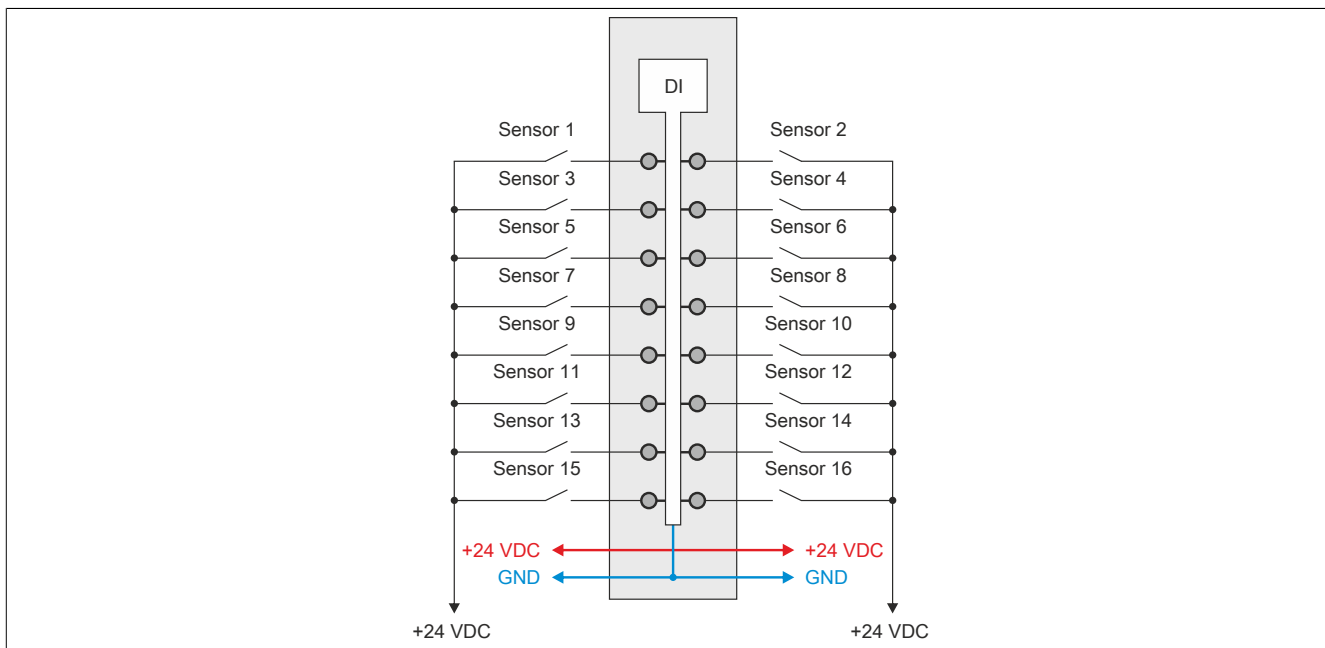 DI
Sensor 1 Sensor 2
Sensor 3 Sensor 4
Sensor 5 Sensor 6
Sensor 7 Sensor 8
Sensor 9 Sensor 10
Sensor 11 Sensor 12
Sensor 13 Sensor 14
Sensor 15 Sensor 16
+24 VDC +24 VDC
GND GND
+24 VDC +24 VDC